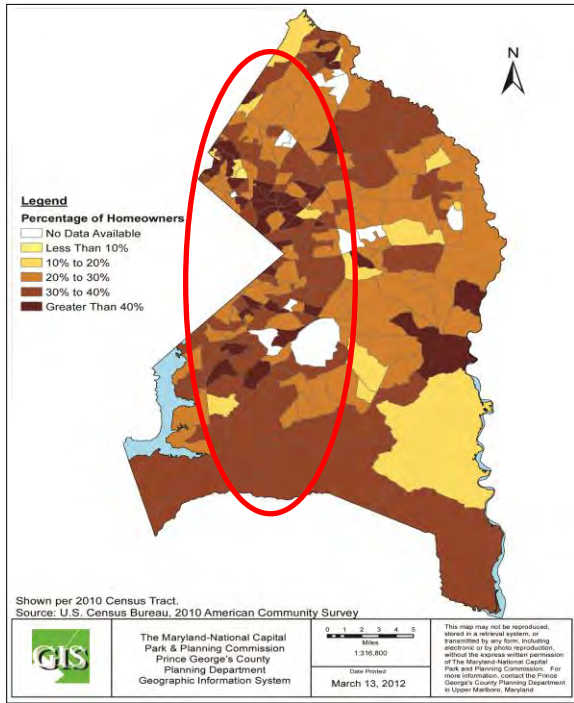 N
Legend
Percentage of Homeowners
No Data Available
Less Than 10%
10% to 20%
20% to 30%
30% to 40%
Greater Than 40%
Shown per 2010 Census Tract.
Source: U.S. Census Bureau, 2010 American Community Survey
GIS
The Maryland-National Capital
Park & Planning Commission
Prince George's County
Planning Department
Geographic Information System
0 1 2 3 4 5
Miles
1:316,800
Date Printed
March 13, 2012
This map may not be reproduced,
stored in a retrieval system, or
transmitted by any form, including
electronic or by photo reproduction,
without the express written permission
of The Maryland-National Capital
Park and Planning Commission. For
more information, contact the Prince
George's County Planning Department
in Upper Marlboro, Maryland